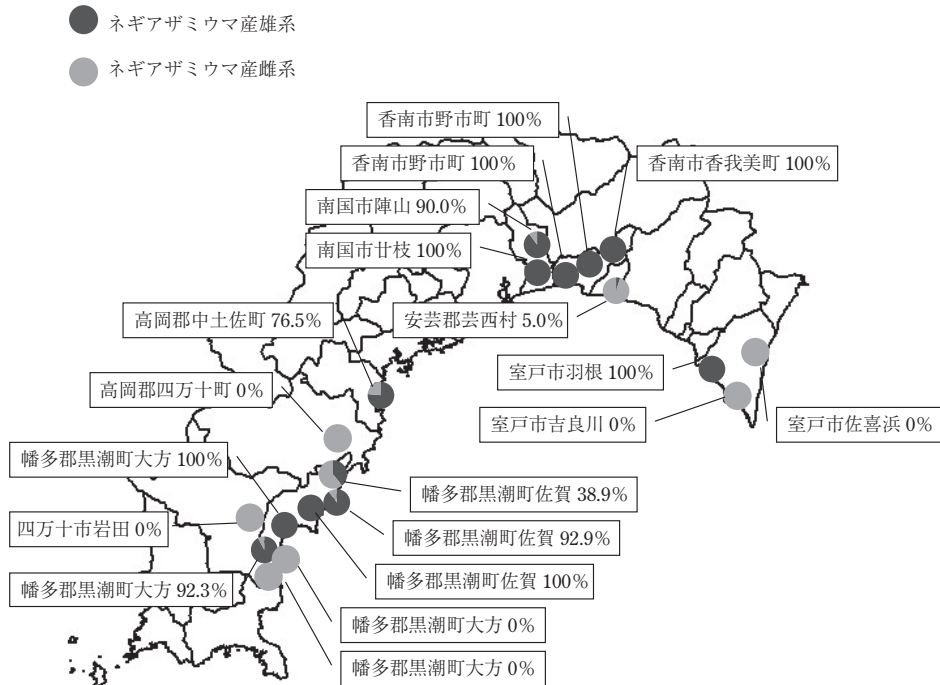 ネギアザミウマ産雄系
ネギアザミウマ産雌系
香南市野市町 100%
香南市野市町 100%
香南市香我美町 100%
南国市陣山 90.0%
南国市廿枝 100%
高岡郡中土佐町 76.5%
安芸郡芸西村 5.0%
室戸市羽根 100%
高岡郡四万十町 0%
室戸市吉良川 0%
室戸市佐喜浜 0%
幡多郡黒潮町大方 100%
幡多郡黒潮町佐賀 38.9%
四万十市岩田 0%
幡多郡黒潮町佐賀 92.9%
幡多郡黒潮町大方 92.3%
幡多郡黒潮町佐賀 100%
幡多郡黒潮町大方 0%
幡多郡黒潮町大方 0%